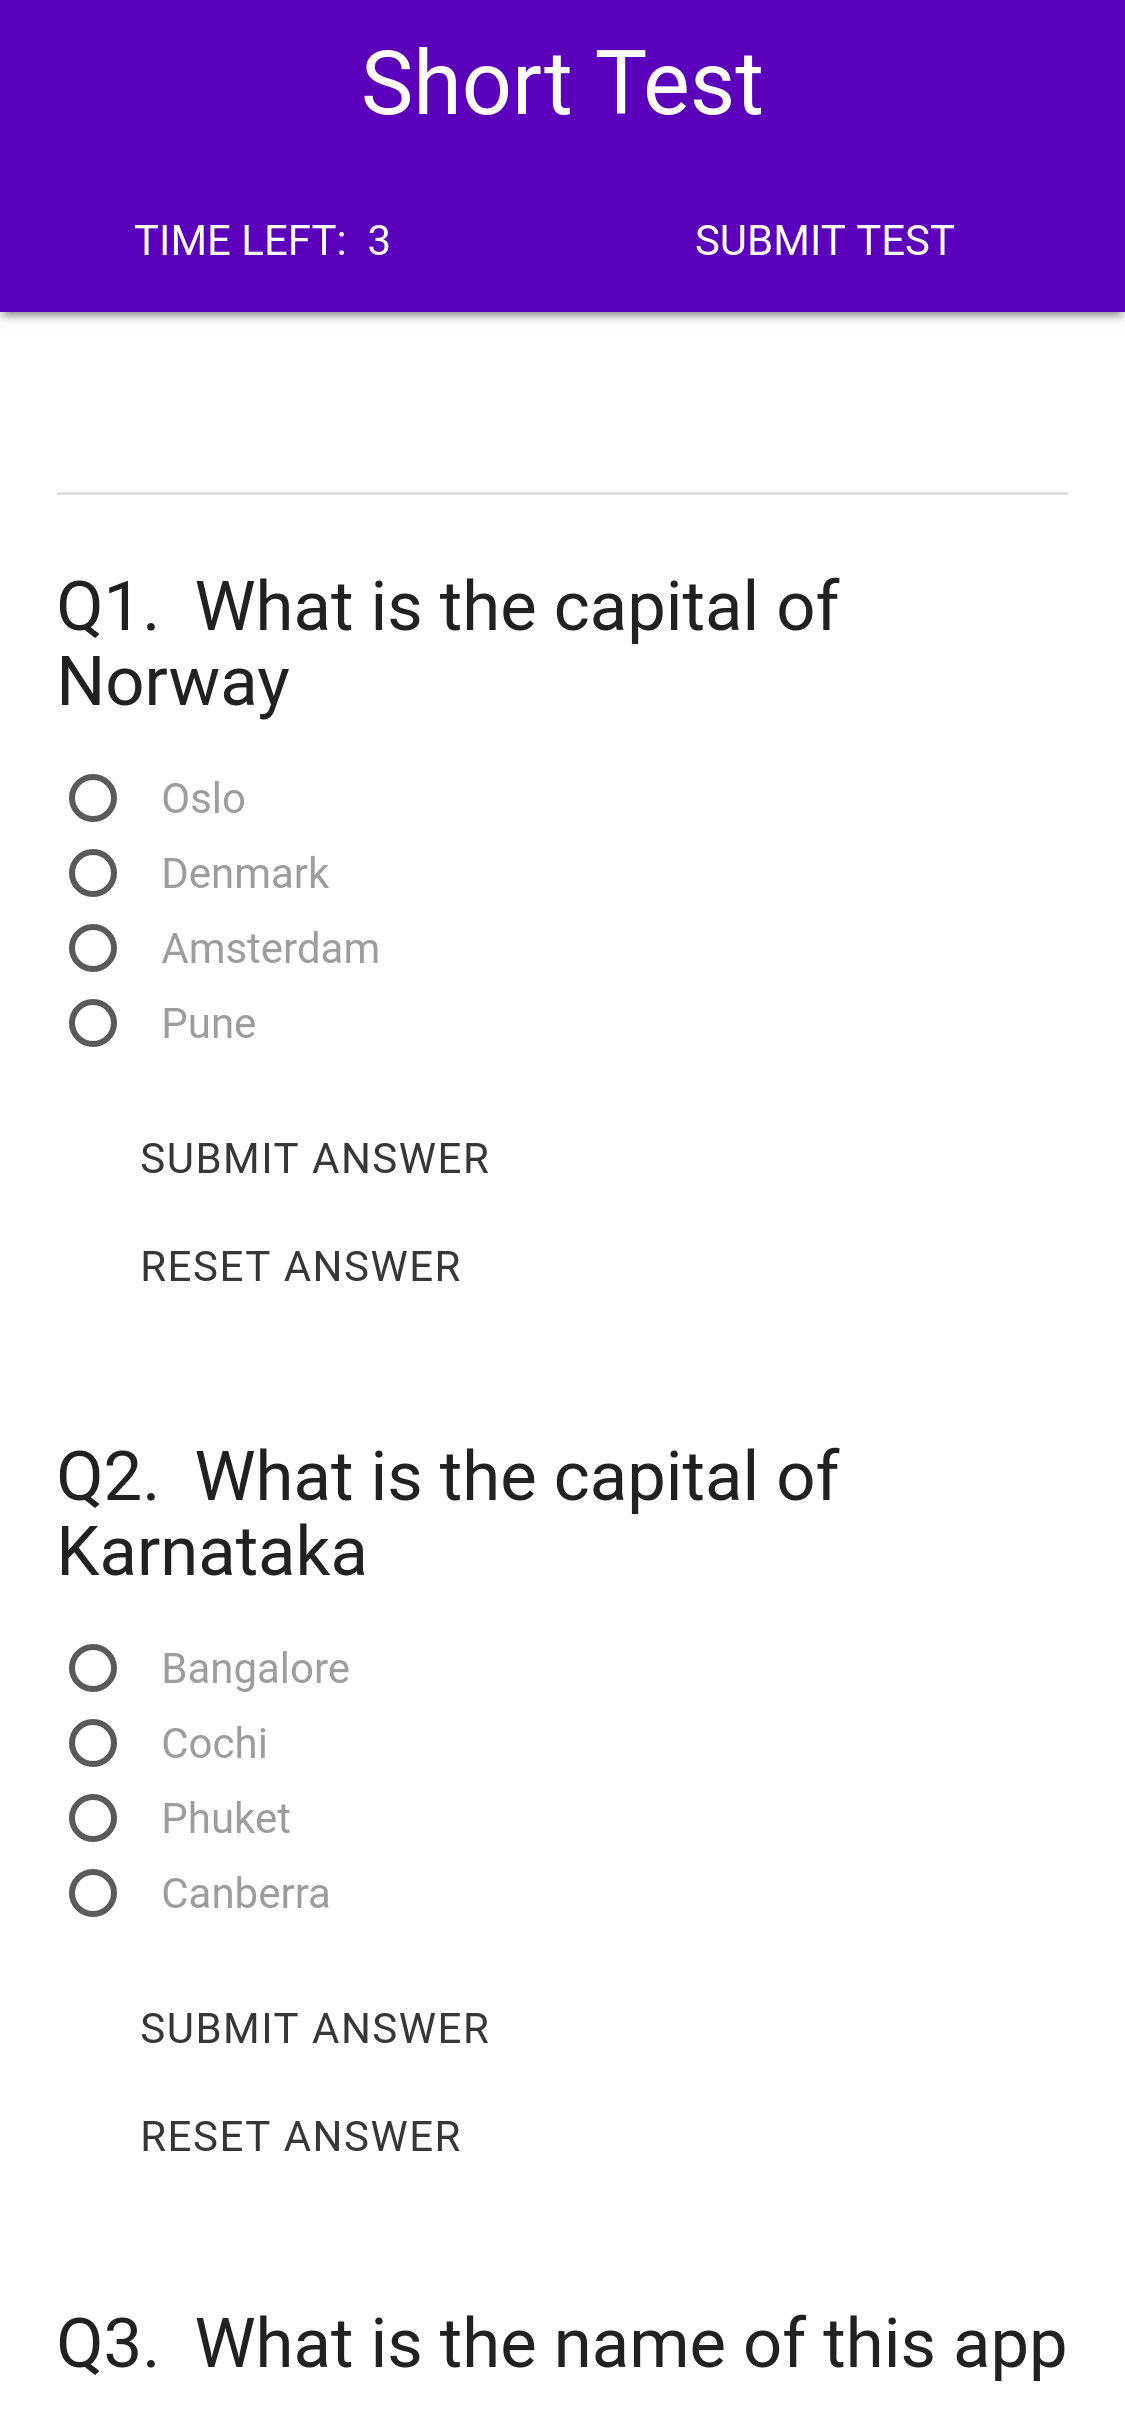 Short Test
TIME LEFT: 3
SUBMIT TEST
Q1. What is the capital of
Norway
Oslo
Denmark
Amsterdam
Pune
SUBMIT ANSWER
RESET ANSWER
Q2. What is the capital of
Karnataka
Bangalore
Cochi
Phuket
Canberra
SUBMIT ANSWER
RESET ANSWER
Q3. What is the name of this app